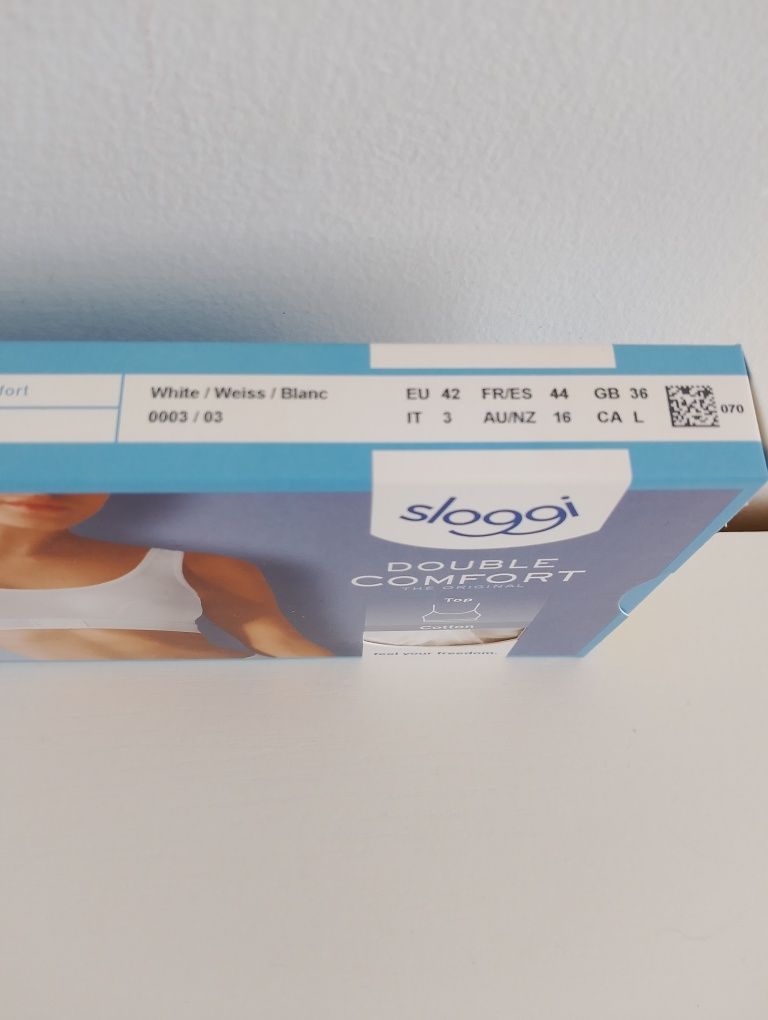 fort
White / Weiss / Blanc
0003 / 03
EU 42 FR/ES 44 GB 36
IT 3 AU/NZ 16 CA L
070
sloggi
DOUBLE
COMFORT
THE ORIGINAL
Top
Cotton
feel your freedom.